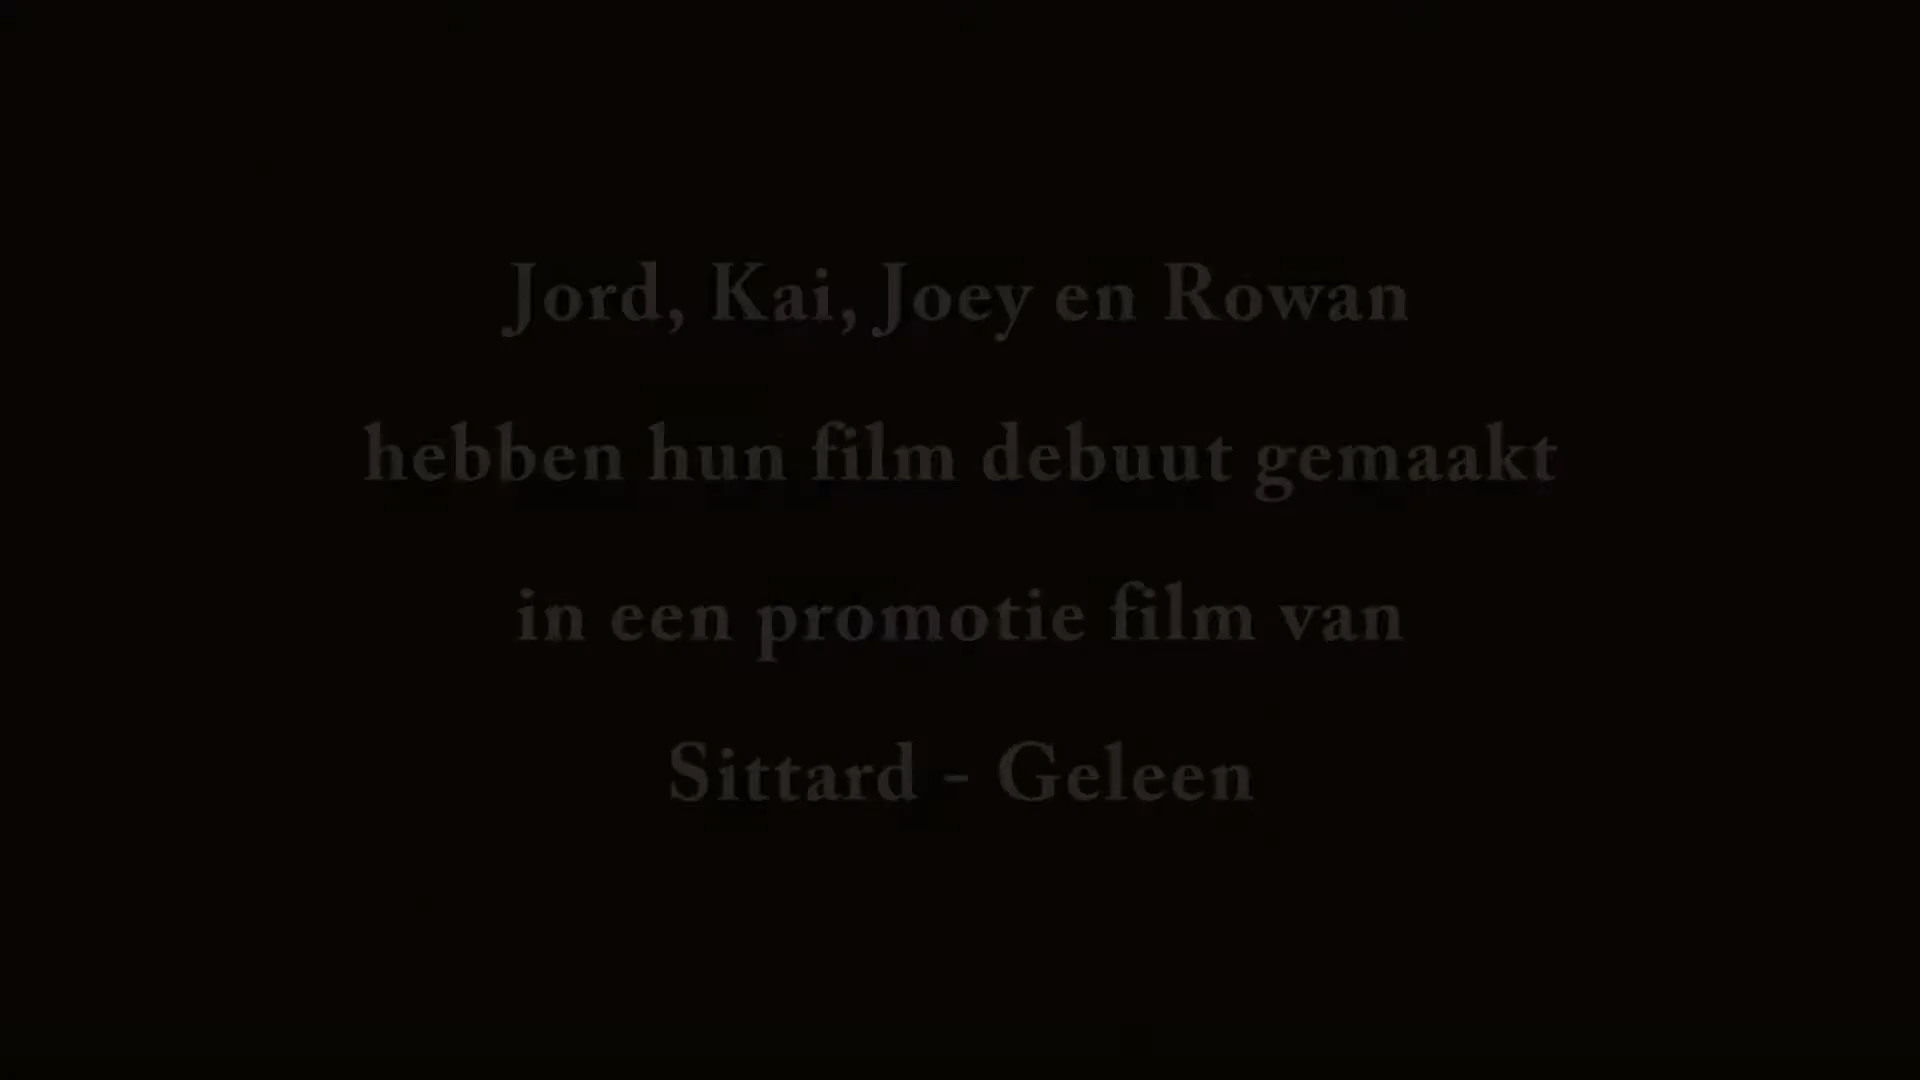 Jord, Kai, Joey en Rowan
hebben hun film debuut gemaakt
in een promotie film van
Sittard - Geleen